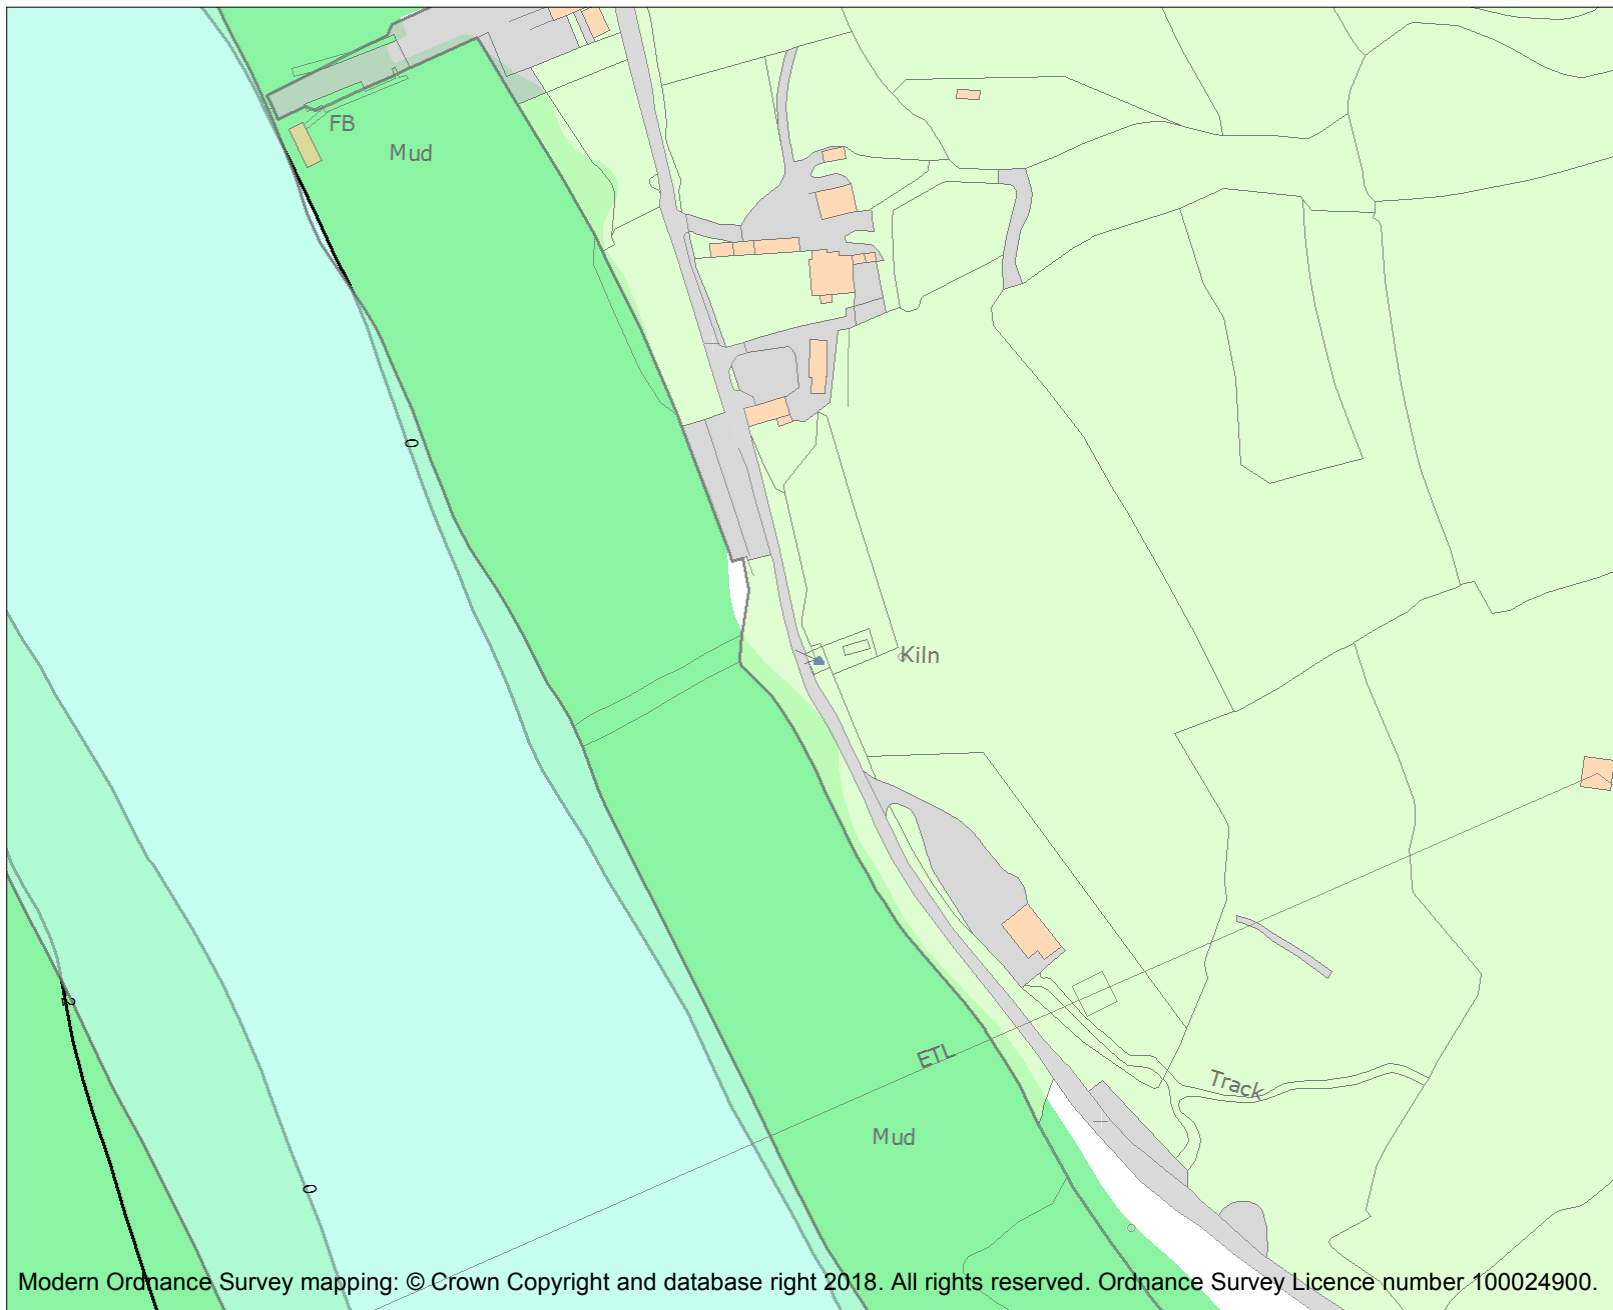 FB
Mud
0
Kiln
2
ETL
Track
Mud
0
Modern Ordnance Survey mapping: © Crown Copyright and database right 2018. All rights reserved. Ordnance Survey Licence number 100024900.